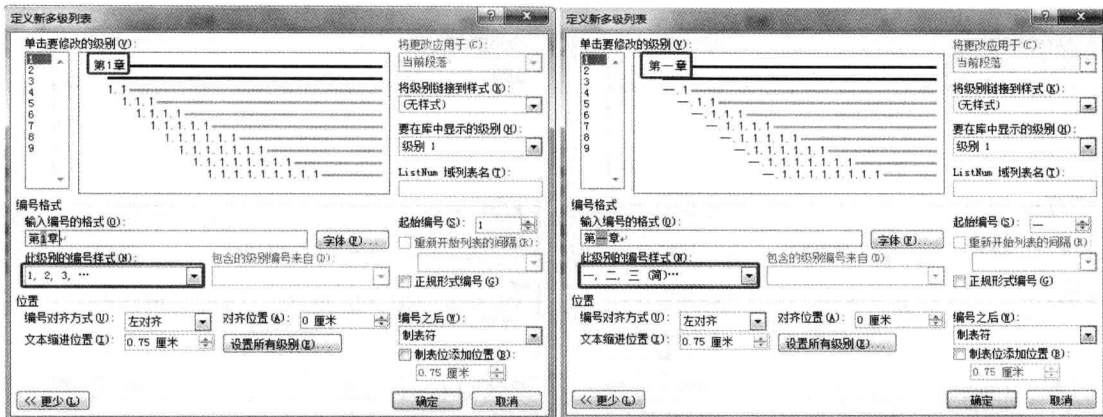 定义新多级列表
单击要修改的级别(V):
1
2
3
4
5
6
7
8
9
第1章
1.1
1.1.1
1.1.1.1
1.1.1.1.1
1.1.1.1.1.1
1.1.1.1.1.1.1
1.1.1.1.1.1.1.1
1.1.1.1.1.1.1.1.1
将更改应用于(C):
当前段落
将级别链接到样式(K):
(无样式)
要在库中显示的级别(H):
级别 1
ListNum 域列表名(T):
编号格式
输入编号的格式(O):
第1章
字体(F)...
此级别的编号样式(N):
1, 2, 3, …
包含的级别编号来自(D):
起始编号(S): 1
重新开始列表的间隔(R):
正规形式编号(G)
位置
编号对齐方式(U): 左对齐
对齐位置(A): 0 厘米
文本缩进位置(I): 0.75 厘米
设置所有级别(E)...
编号之后(W):
制表符
制表位添加位置(B):
0.75 厘米
<< 更少(L)
确定
取消
定义新多级列表
单击要修改的级别(V):
1
2
3
4
5
6
7
8
9
第一章
一.1
一.1.1
一.1.1.1
一.1.1.1.1
一.1.1.1.1.1
一.1.1.1.1.1.1
一.1.1.1.1.1.1.1
一.1.1.1.1.1.1.1.1
将更改应用于(C):
当前段落
将级别链接到样式(K):
(无样式)
要在库中显示的级别(H):
级别 1
ListNum 域列表名(T):
编号格式
输入编号的格式(O):
第一章
字体(F)...
此级别的编号样式(N):
一, 二, 三 (简)…
包含的级别编号来自(D):
起始编号(S): 一
重新开始列表的间隔(R):
正规形式编号(G)
位置
编号对齐方式(U): 左对齐
对齐位置(A): 0 厘米
文本缩进位置(I): 0.75 厘米
设置所有级别(E)...
编号之后(W):
制表符
制表位添加位置(B):
0.75 厘米
<< 更少(L)
确定
取消